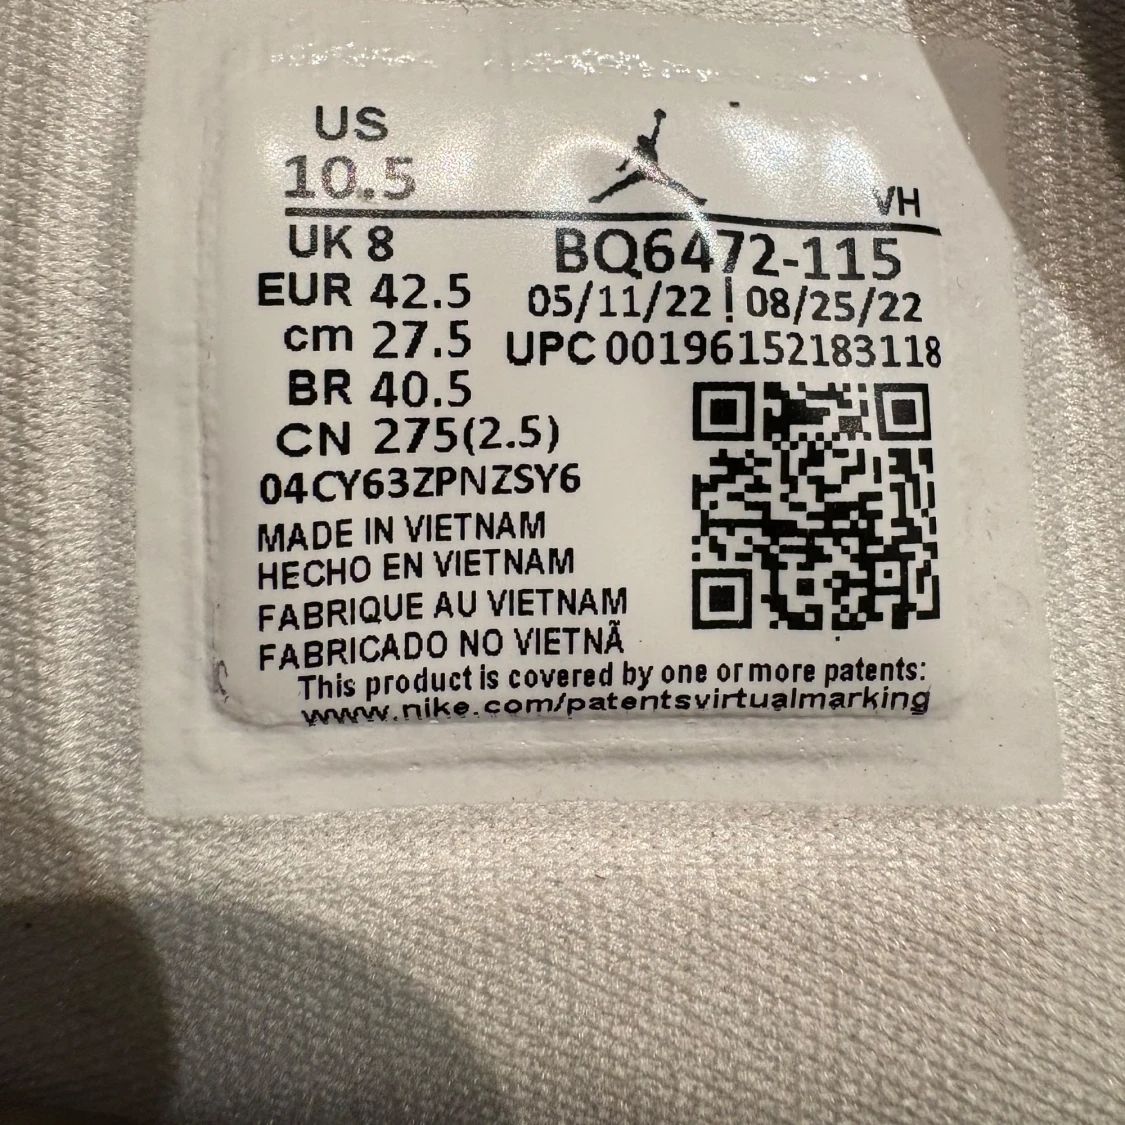 US
10.5
VH
UK 8
BQ6472-115
EUR 42.5
05/11/22 | 08/25/22
cm 27.5
UPC 00196152183118
BR 40.5
CN 275(2.5)
04CY63ZPNZSY6
MADE IN VIETNAM
HECHO EN VIETNAM
FABRIQUE AU VIETNAM
FABRICADO NO VIETNÃ
This product is covered by one or more patents:
www.nike.com/patentsvirtualmarking